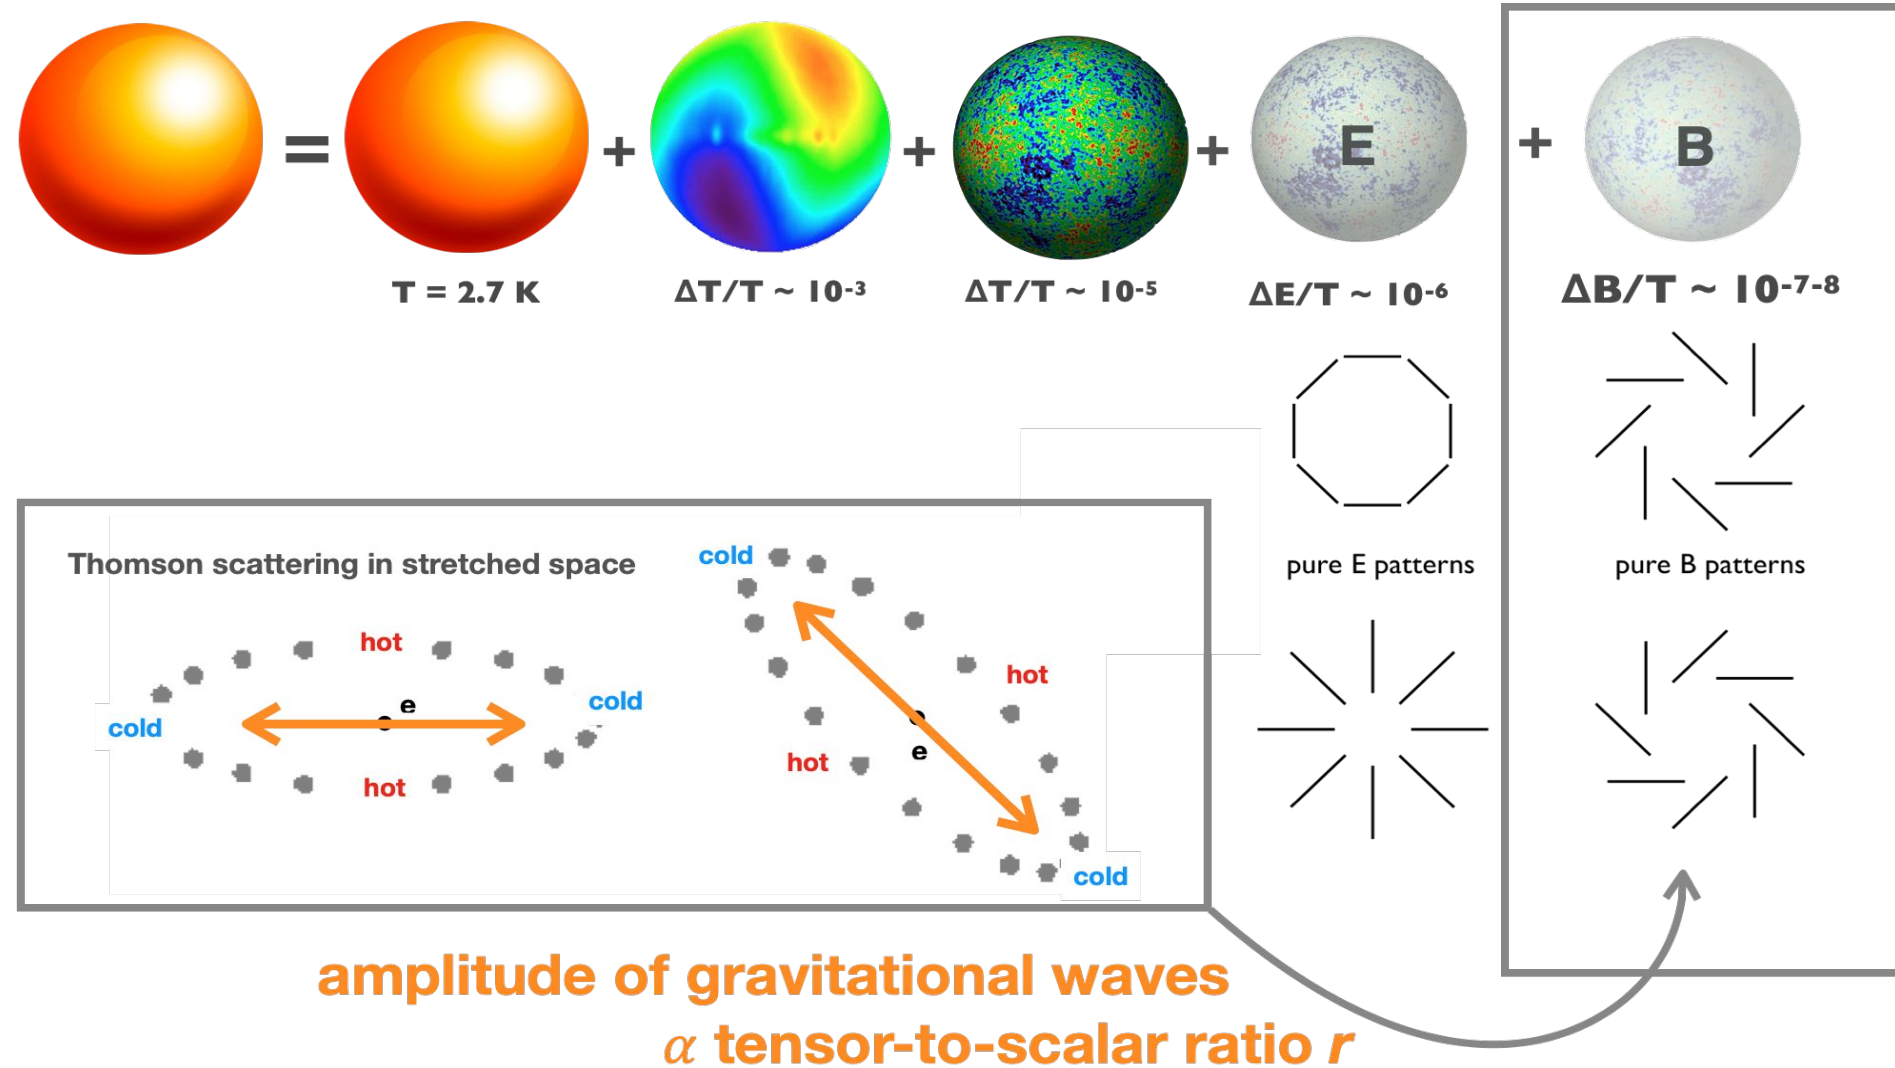 = + + + E + B
T = 2.7 K
ΔT/T ~ 10⁻³
ΔT/T ~ 10⁻⁵
ΔE/T ~ 10⁻⁶
ΔB/T ~ 10⁻⁷⁻⁸
pure E patterns
pure B patterns
Thomson scattering in stretched space
hot
cold
e
cold
hot
cold
hot
e
hot
cold
amplitude of gravitational waves
α tensor-to-scalar ratio r